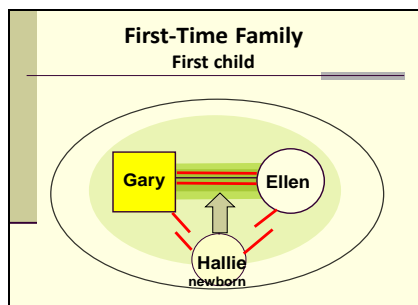 First-Time Family
First child
Gary
Ellen
Hallie
newborn